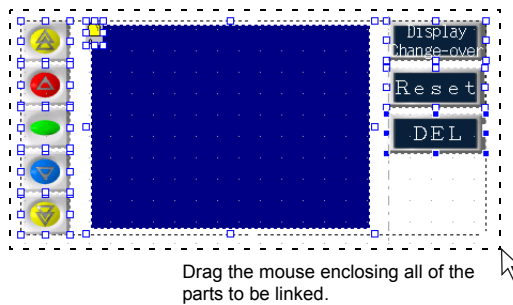 Display
Change-over
Reset
DEL
Drag the mouse enclosing all of the
parts to be linked.